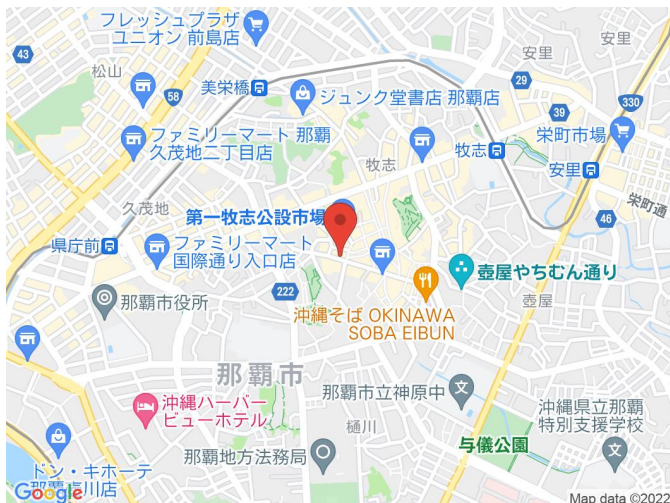 フレッシュプラザ
ユニオン 前島店
安里
安里
松山
美栄橋
58
29
ジュンク堂書店 那覇店
39
330
栄町市場
ファミリーマート 那覇
久茂地二丁目店
牧志
牧志
安里
栄町通
久茂地
第一牧志公設市場
46
県庁前
ファミリーマート
国際通り入口店
壺屋やちむん通り
222
那覇市役所
壺屋
沖縄そば OKINAWA
SOBA EIBUN
那覇市
那覇市立神原中
沖縄ハーバー
ビューホテル
沖縄県立那覇
特別支援学校
樋川
与儀公園
那覇地方法務局
ドン・キホーテ
Google
Map data ©2022